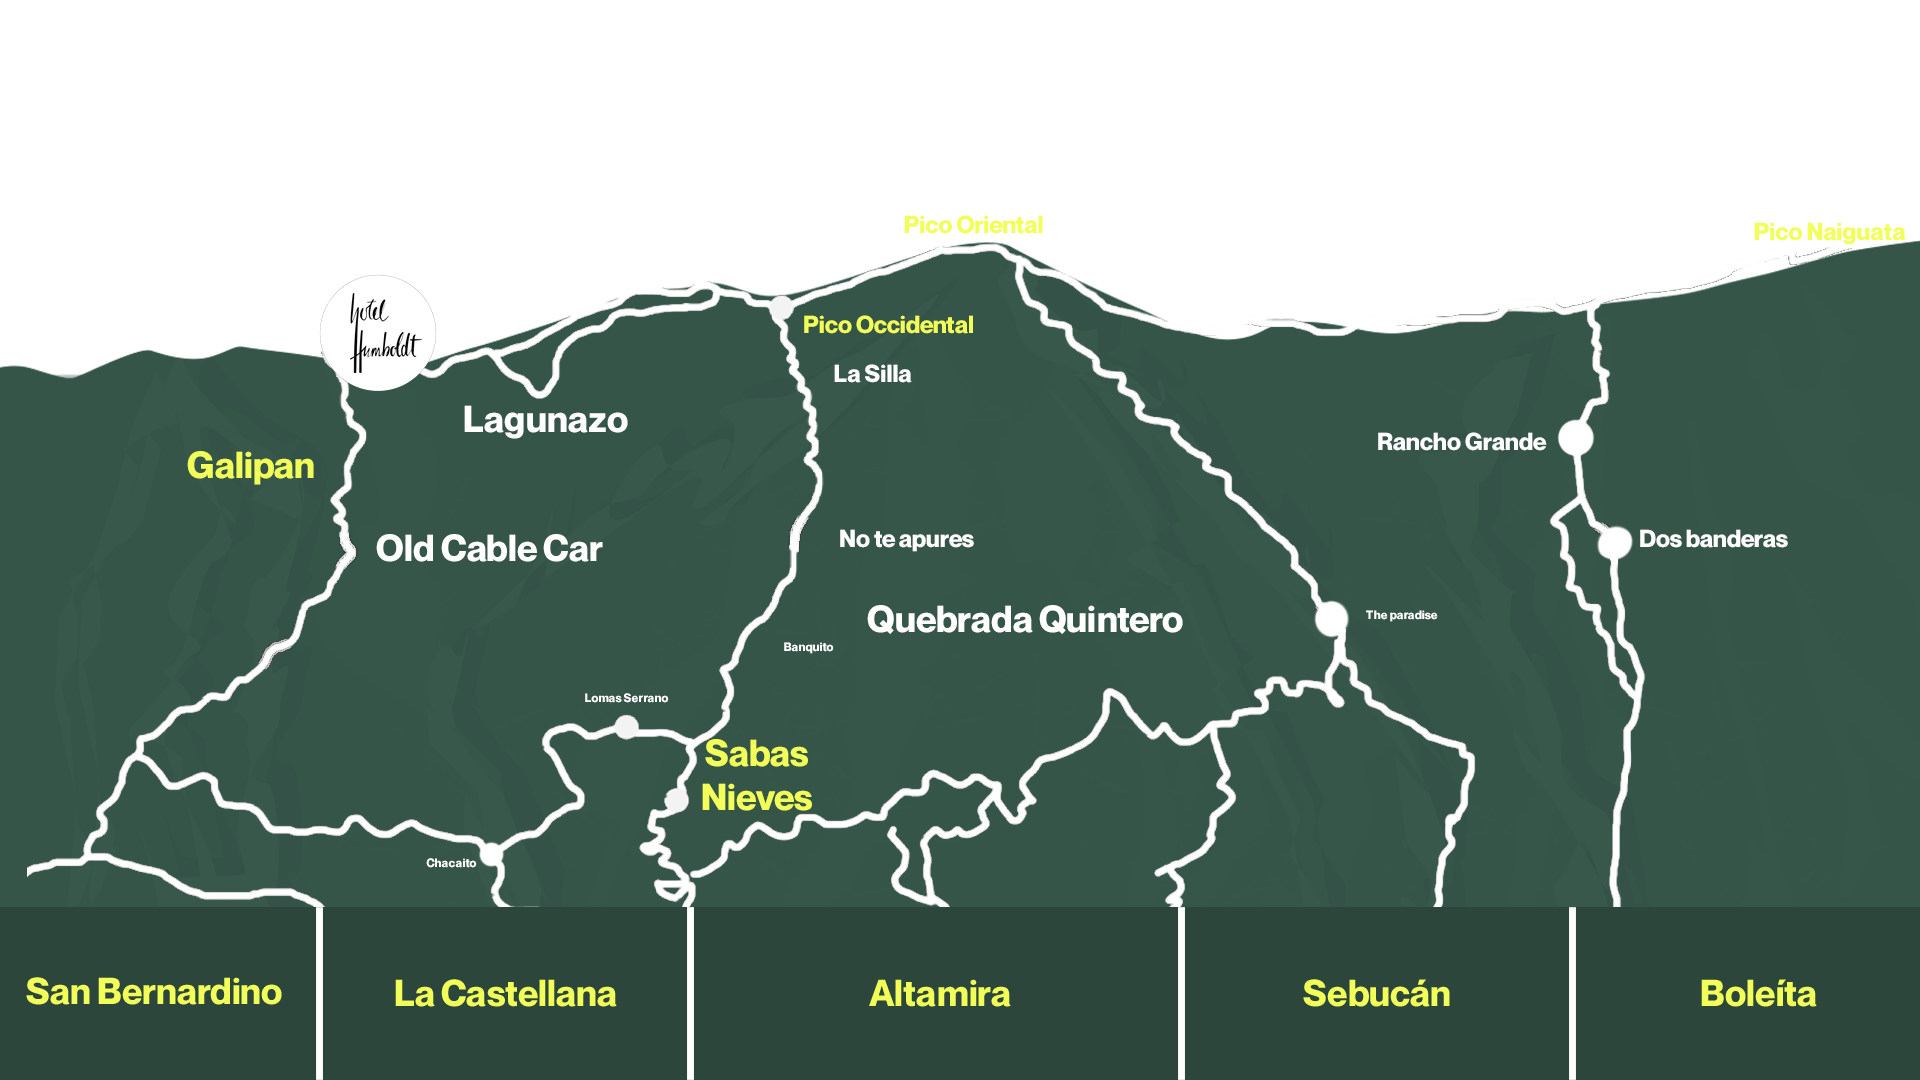 Pico Oriental
Pico Naiguata
hotel
Humboldt
Pico Occidental
La Silla
Lagunazo
Rancho Grande
Galipan
Old Cable Car
No te apures
Dos banderas
Quebrada Quintero
The paradise
Banquito
Lomas Serrano
Sabas
Nieves
Chacaito
San Bernardino
La Castellana
Altamira
Sebucán
Boleíta